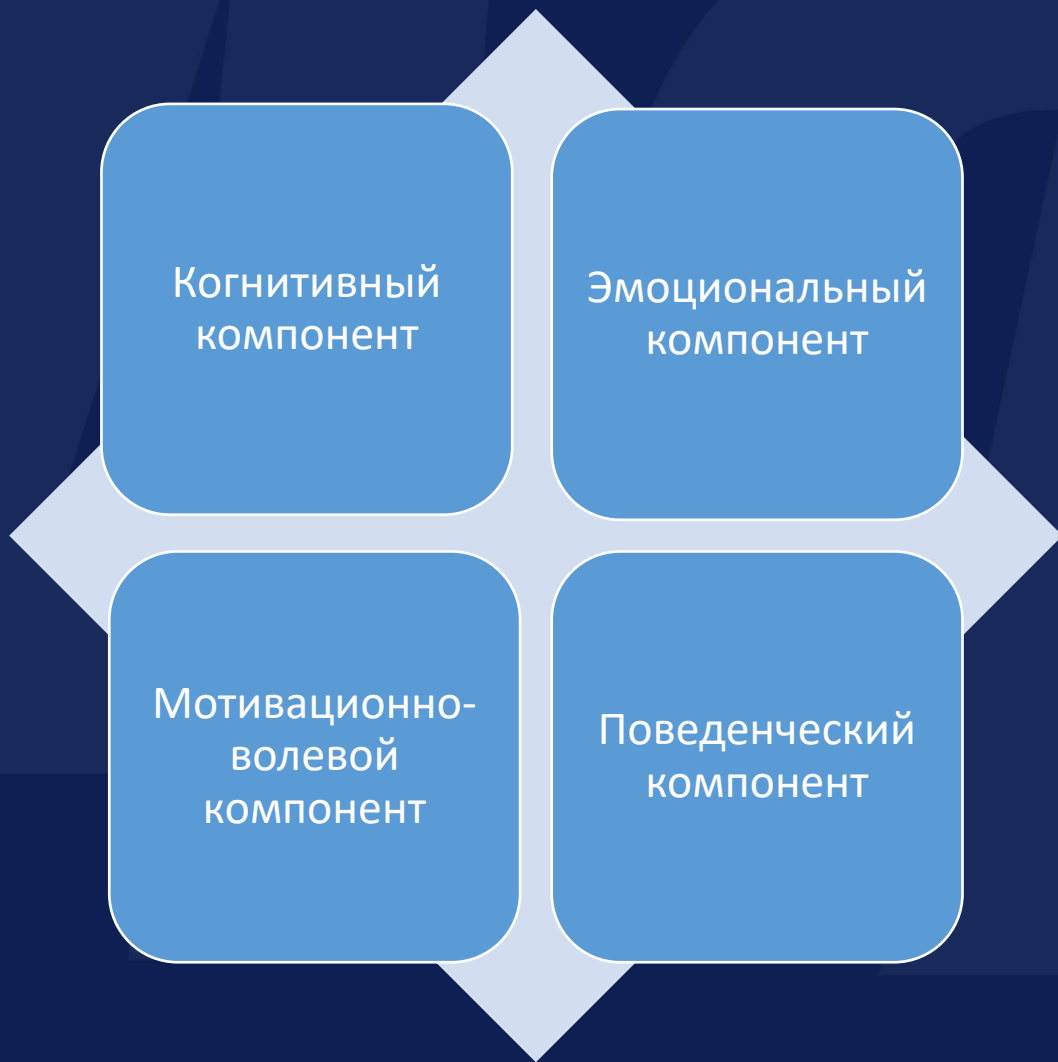 Когнитивный
компонент
Эмоциональный
компонент
Мотивационно-
волевой
компонент
Поведенческий
компонент